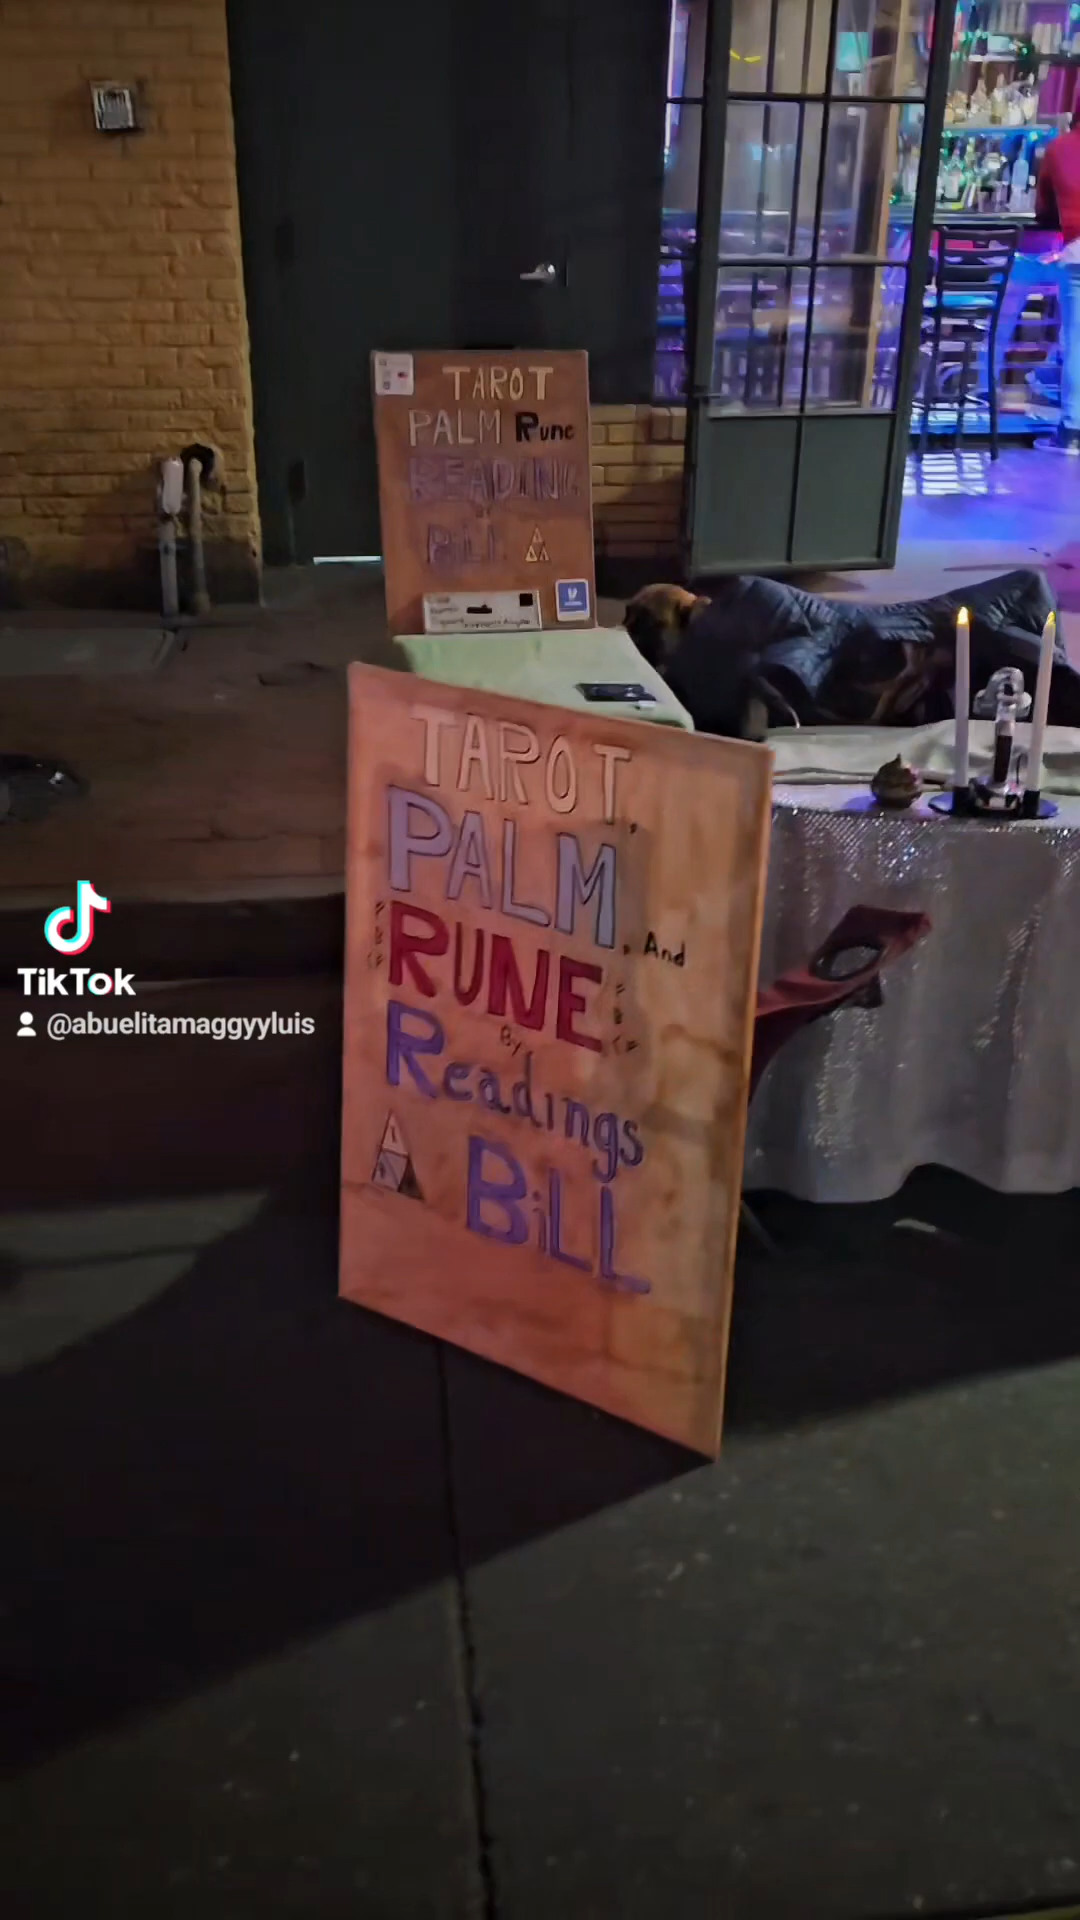 TAROT
PALM Rune
READING
BiLL
TAROT,
PALM, And
RUNE
By
Readings
BiLL
TikTok
@abuelitamaggyyluis